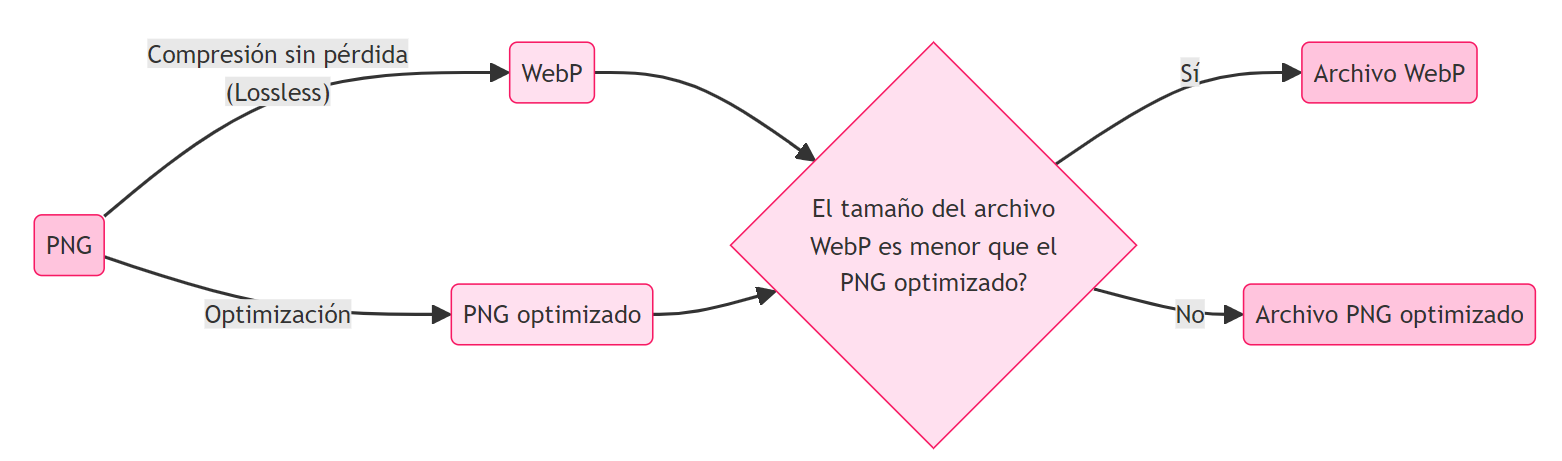 PNG
Compresión sin pérdida
(Lossless)
WebP
Optimización
PNG optimizado
El tamaño del archivo
WebP es menor que el
PNG optimizado?
Sí
Archivo WebP
No
Archivo PNG optimizado